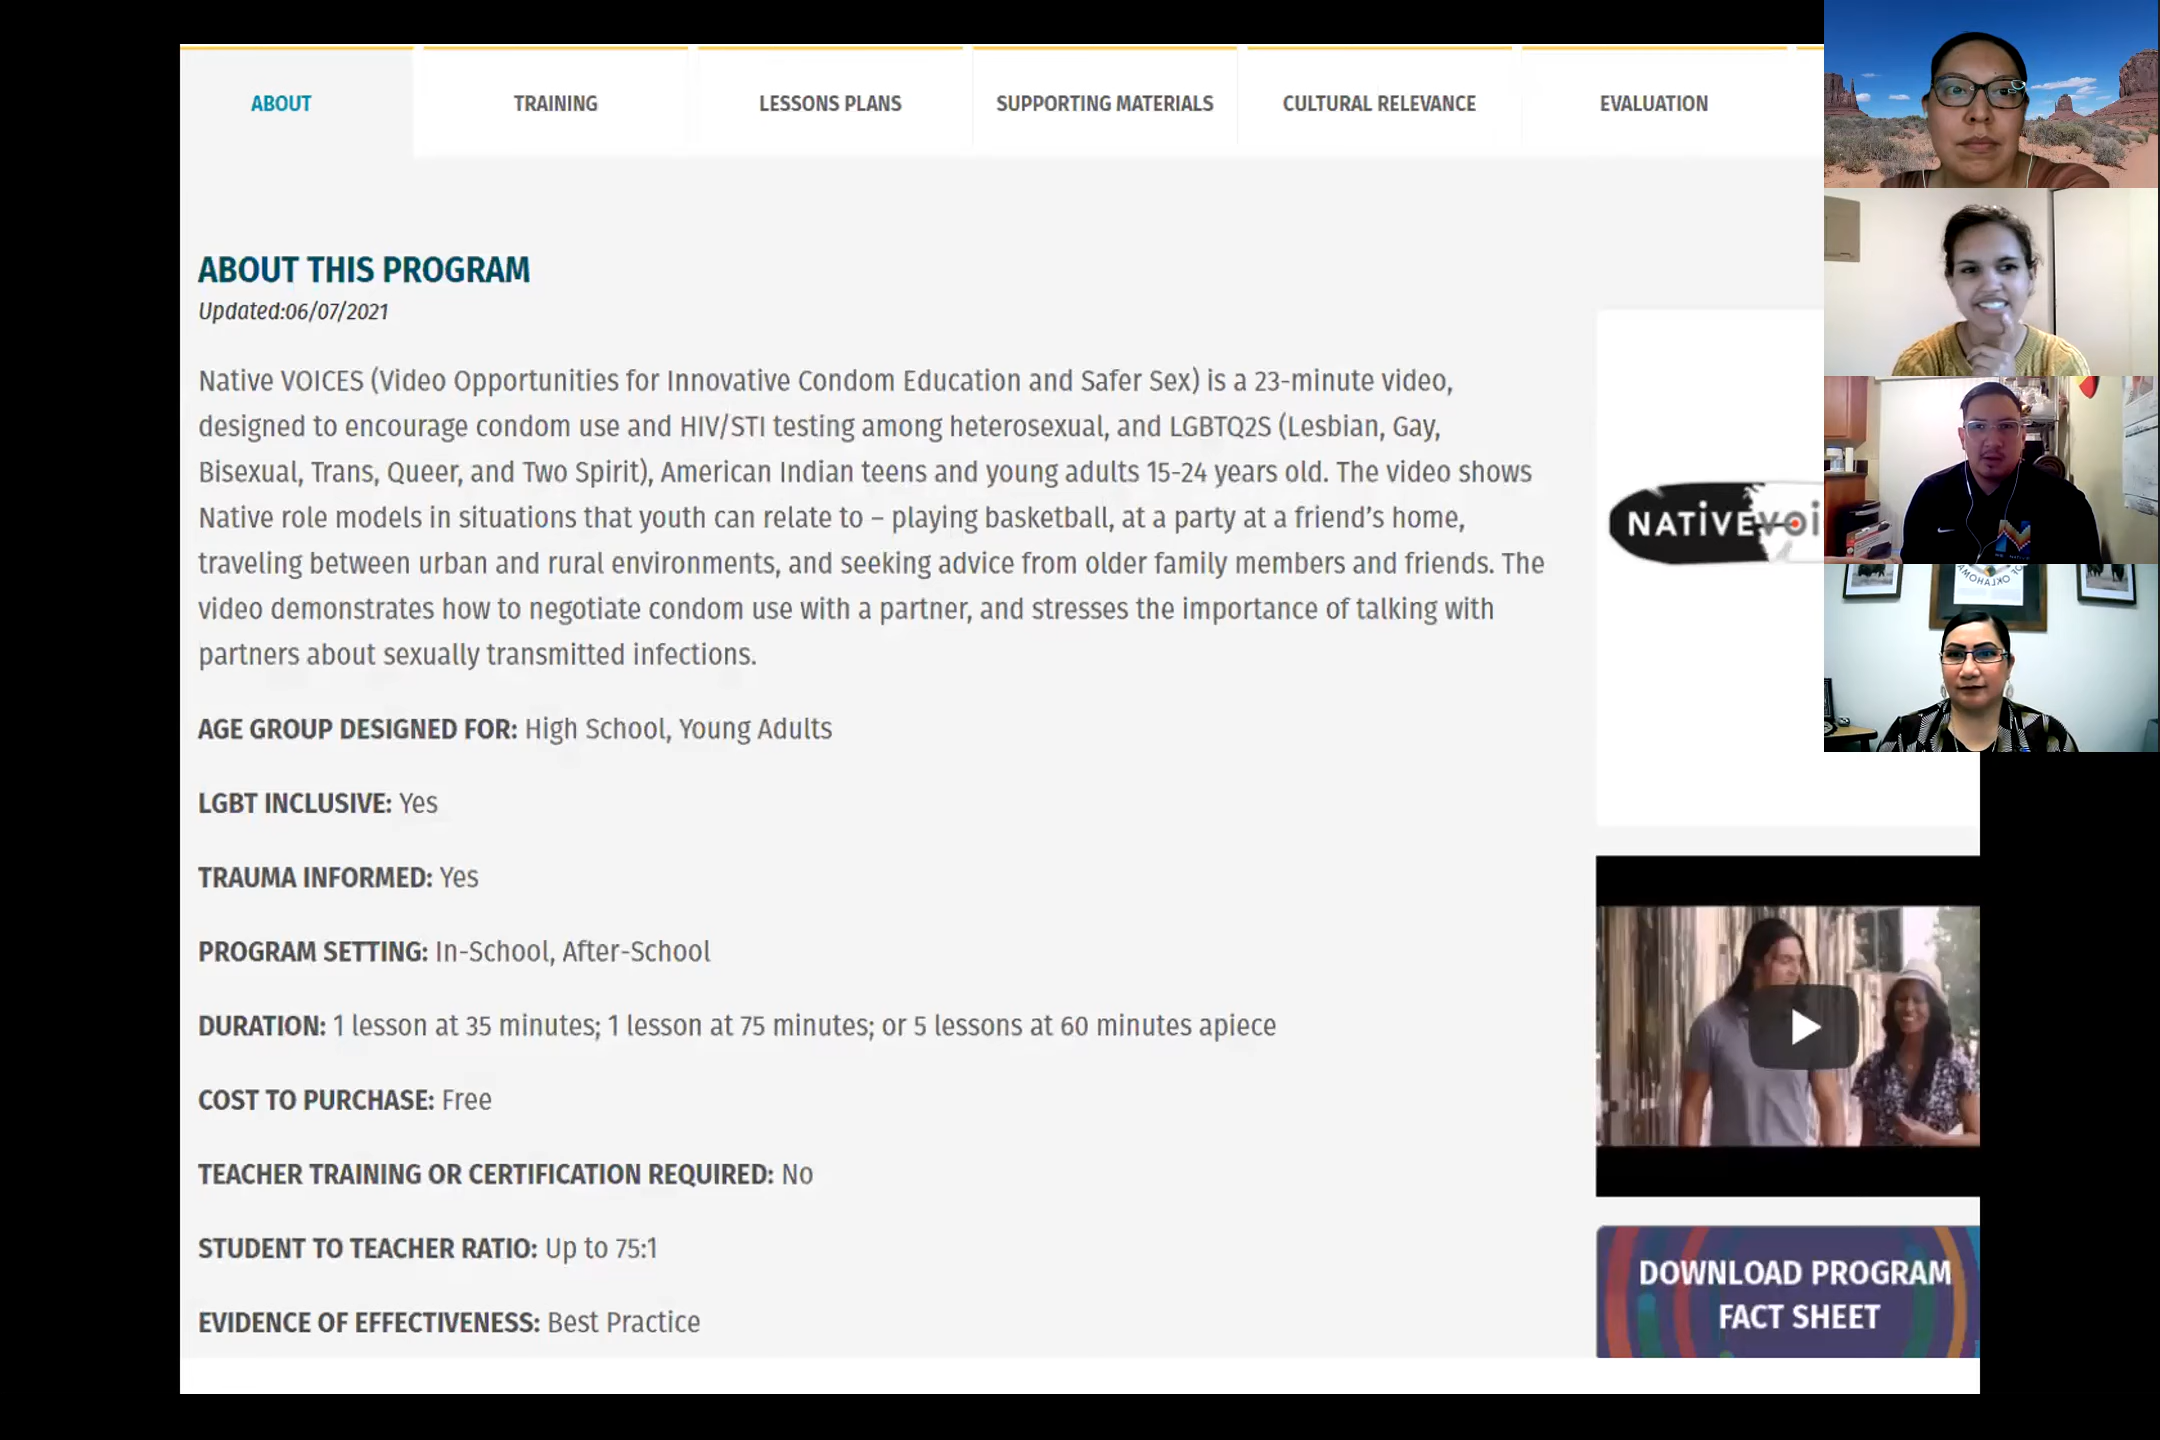 ABOUT
TRAINING
LESSONS PLANS
SUPPORTING MATERIALS
CULTURAL RELEVANCE
EVALUATION
ABOUT THIS PROGRAM
Updated:06/07/2021
Native VOICES (Video Opportunities for Innovative Condom Education and Safer Sex) is a 23-minute video,
designed to encourage condom use and HIV/STI testing among heterosexual, and LGBTQ2S (Lesbian, Gay,
Bisexual, Trans, Queer, and Two Spirit), American Indian teens and young adults 15-24 years old. The video shows
Native role models in situations that youth can relate to – playing basketball, at a party at a friend's home,
traveling between urban and rural environments, and seeking advice from older family members and friends. The
video demonstrates how to negotiate condom use with a partner, and stresses the importance of talking with
partners about sexually transmitted infections.
AGE GROUP DESIGNED FOR: High School, Young Adults
LGBT INCLUSIVE: Yes
TRAUMA INFORMED: Yes
PROGRAM SETTING: In-School, After-School
DURATION: 1 lesson at 35 minutes; 1 lesson at 75 minutes; or 5 lessons at 60 minutes apiece
COST TO PURCHASE: Free
TEACHER TRAINING OR CERTIFICATION REQUIRED: No
STUDENT TO TEACHER RATIO: Up to 75:1
EVIDENCE OF EFFECTIVENESS: Best Practice
NATIVEVOI
OF OKLAHOMA
DOWNLOAD PROGRAM
FACT SHEET